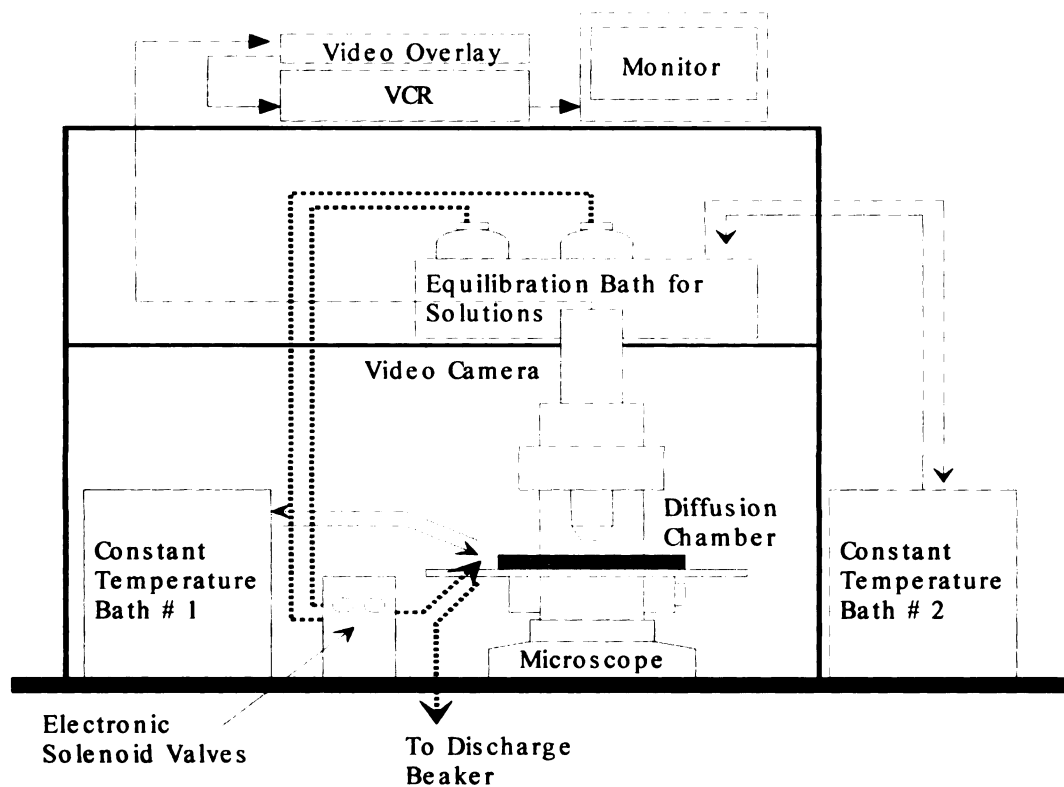 Video Overlay
VCR
Monitor
Equilibration Bath for
Solutions
Video Camera
Diffusion
Chamber
Constant
Temperature
Bath # 1
Constant
Temperature
Bath # 2
Microscope
Electronic
Solenoid Valves
To Discharge
Beaker